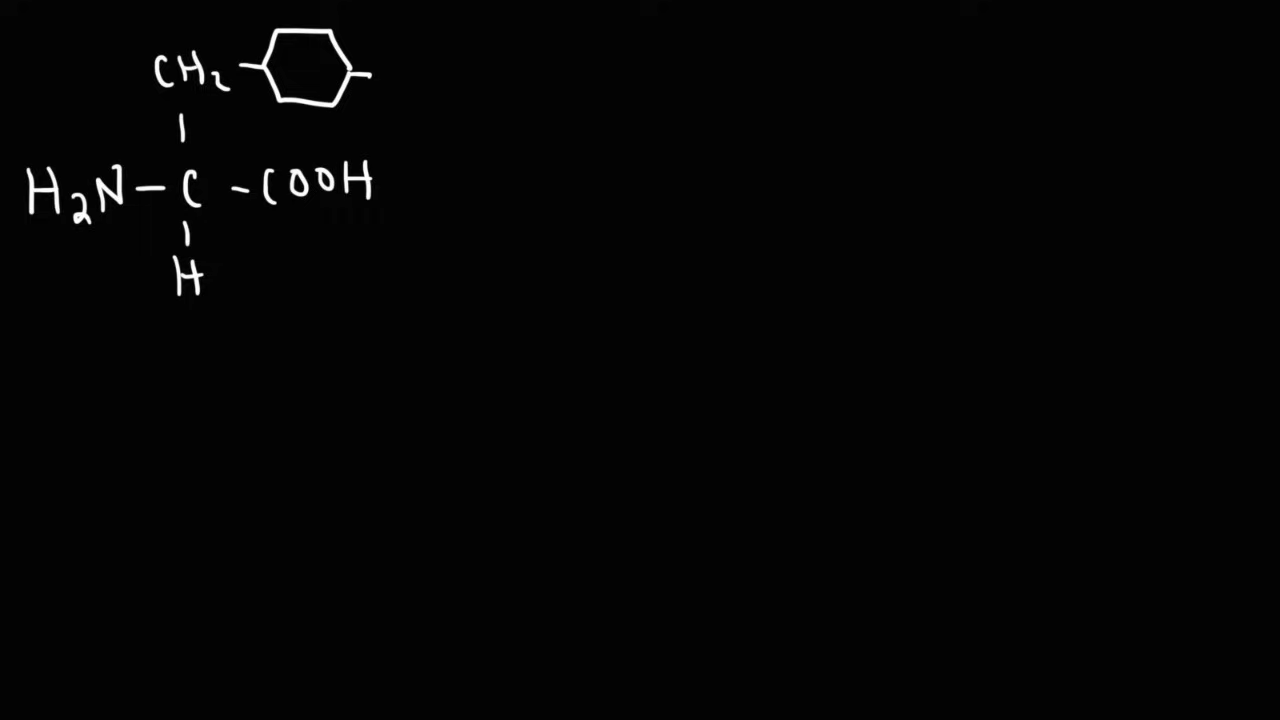 CH₂
H₂N - C - COOH
H